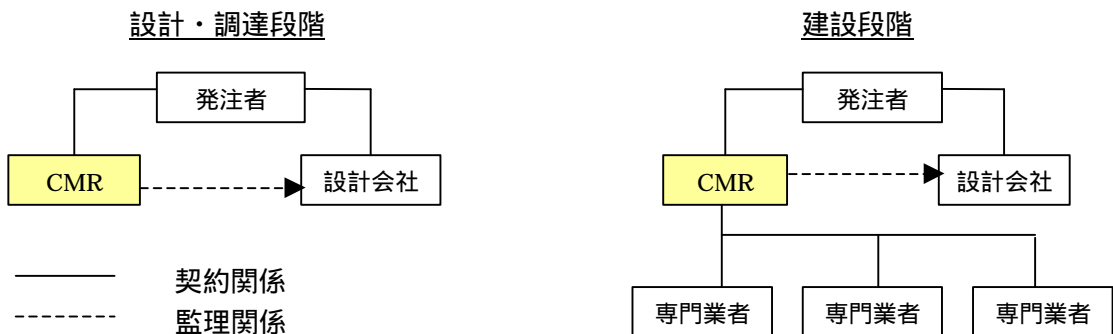 設計・調達段階
発注者
CMR
設計会社
契約関係
監理関係
建設段階
発注者
CMR
設計会社
専門業者
専門業者
専門業者